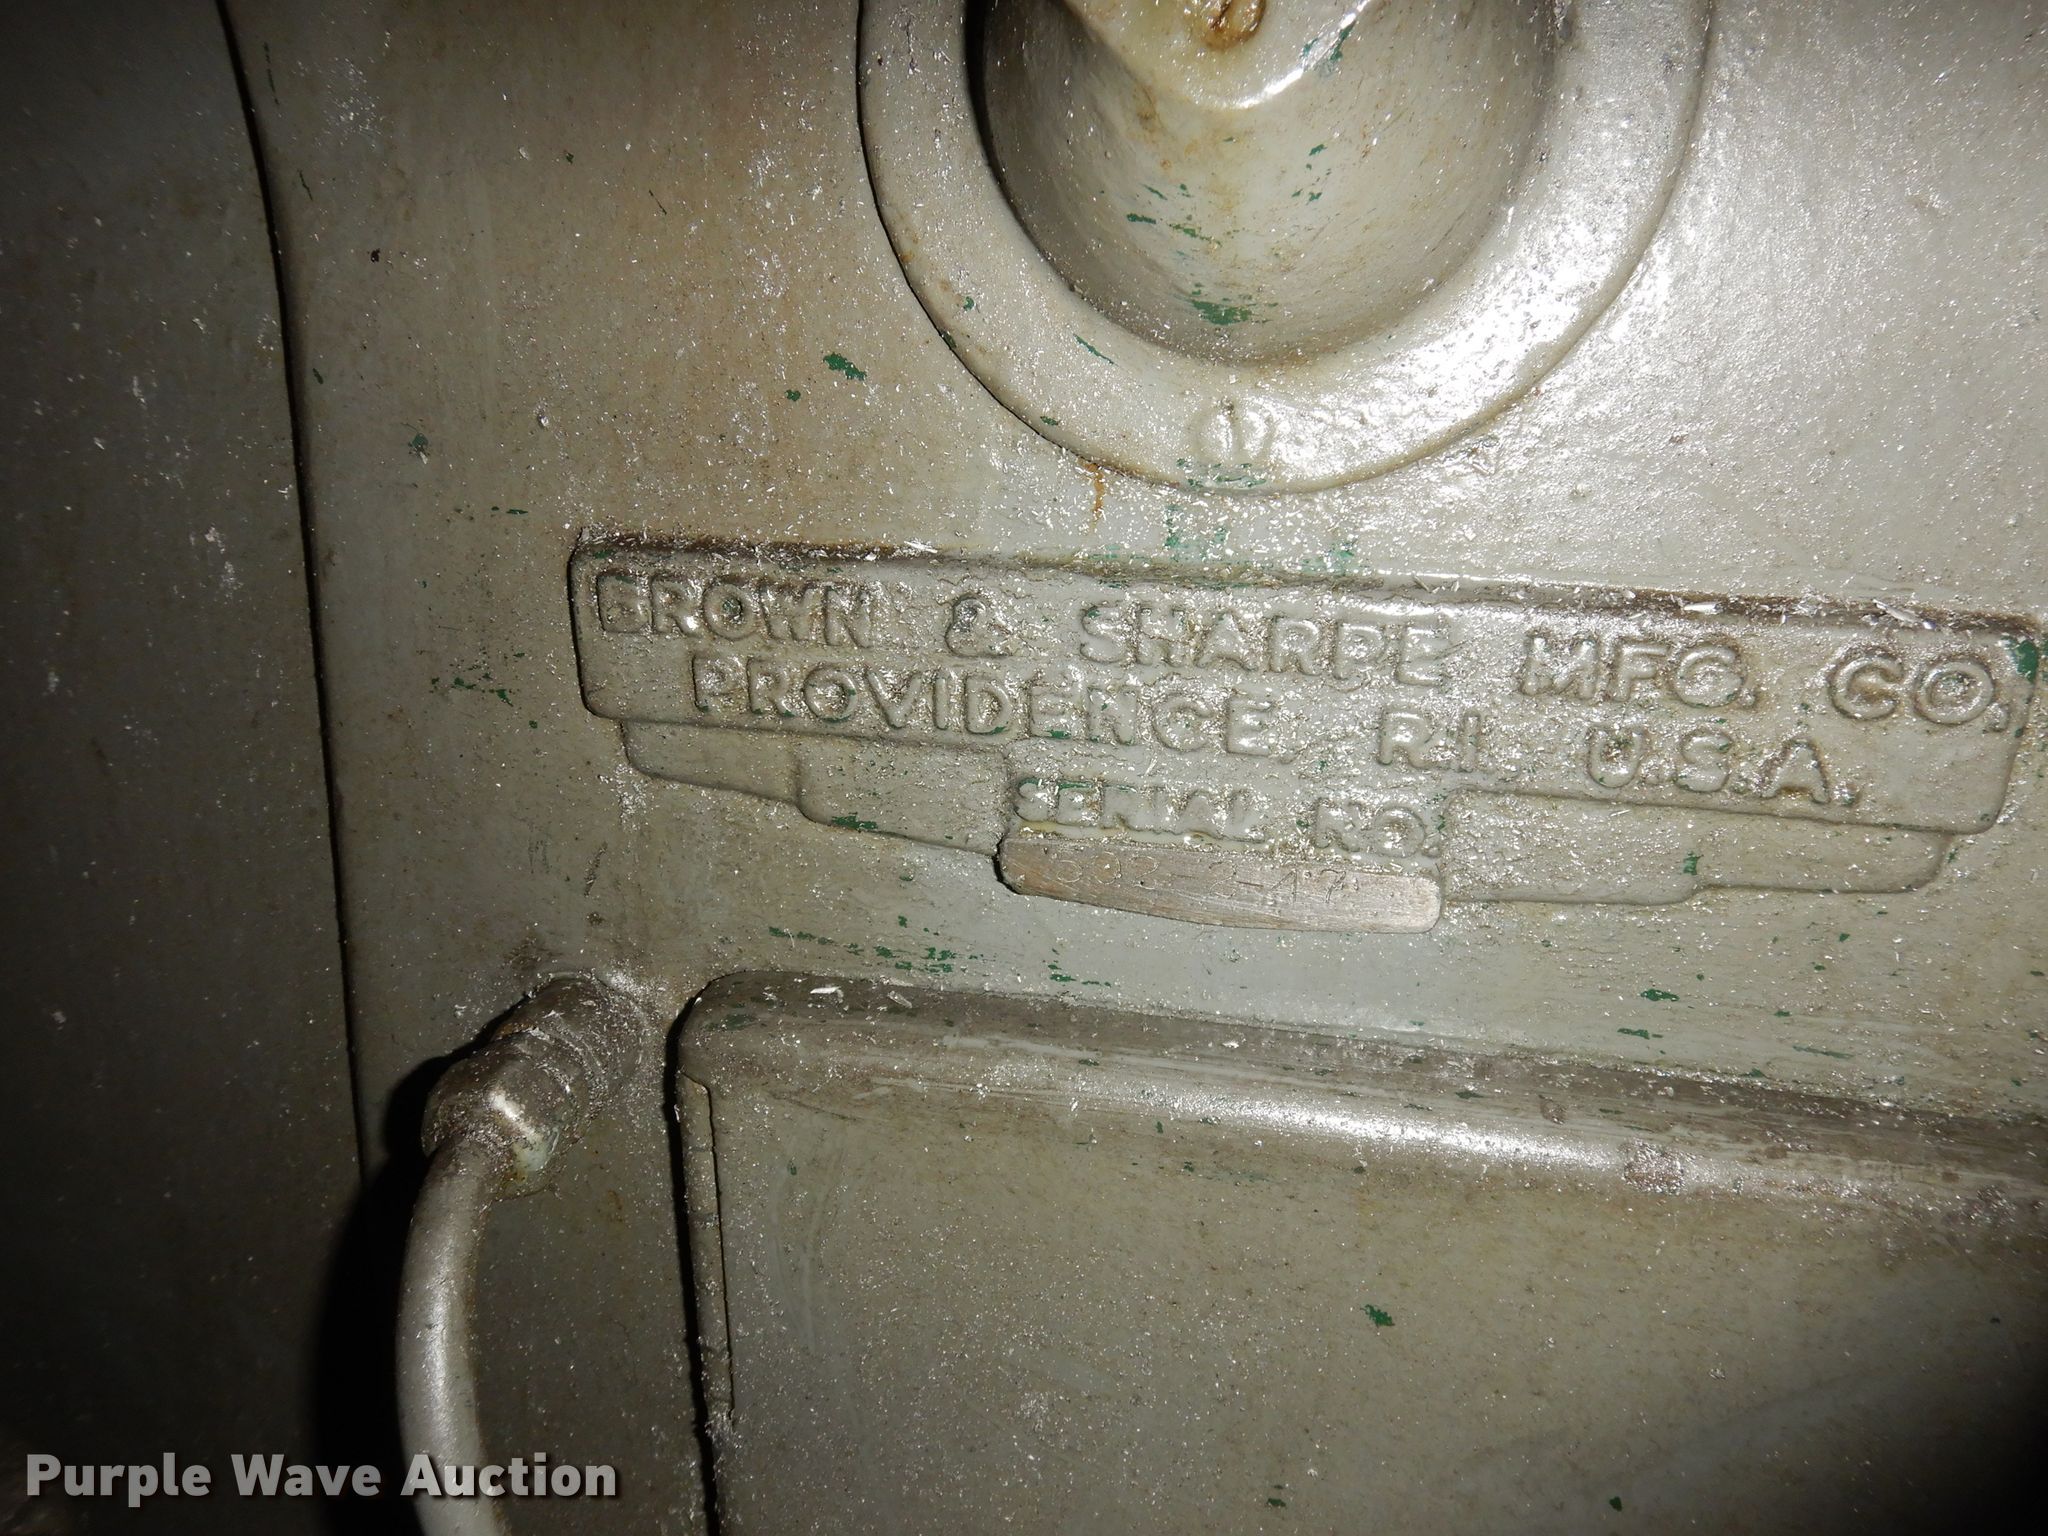 BROWN & SHARPE MFG. CO.
PROVIDENCE, R.I. U.S.A.
SERIAL NO.
Purple Wave Auction